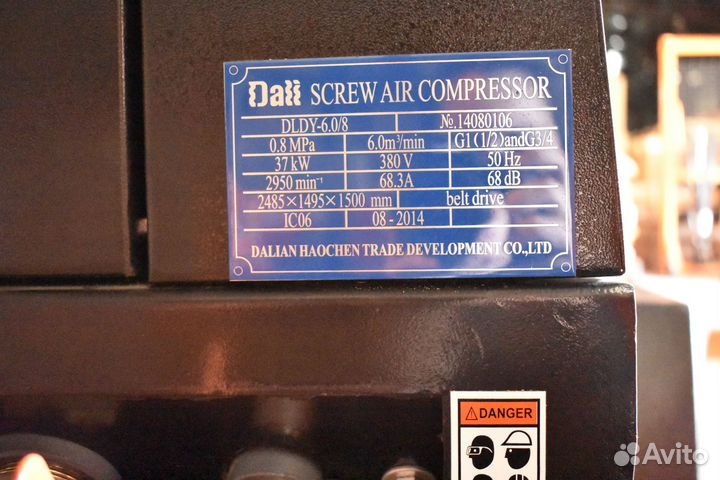 Dali SCREW AIR COMPRESSOR
DLDY-6.0/8 №.14080106
0.8 MPa 6.0m³/min G1(1/2)andG3/4
37 kW 380 V 50 Hz
2950 min⁻¹ 68.3A 68 dB
2485×1495×1500 mm belt drive
IC06 08-2014
DALIAN HAOCHEN TRADE DEVELOPMENT CO.,LTD
DANGER
Avito